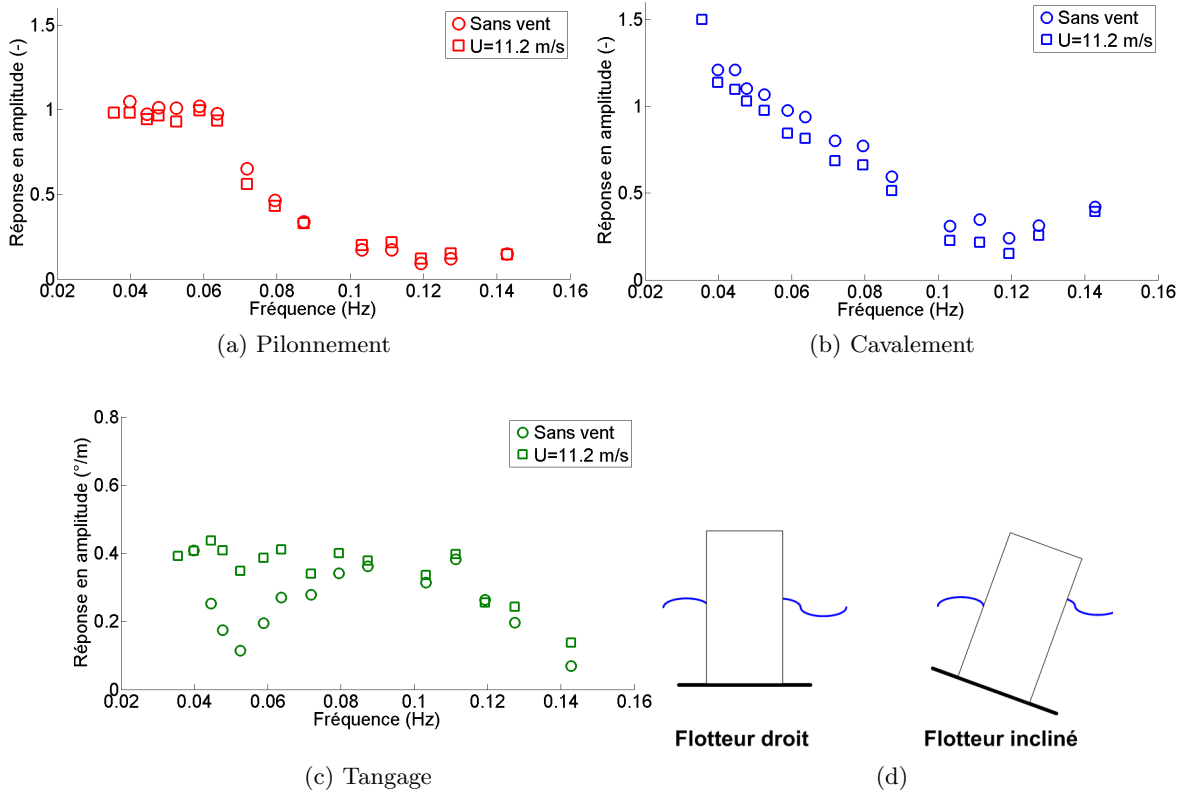 Sans vent
U=11.2 m/s
Réponse en amplitude (-)
1.5
1
0.5
0
0.02 0.04 0.06 0.08 0.1 0.12 0.14 0.16
Fréquence (Hz)
(a) Pilonnement
Sans vent
U=11.2 m/s
Réponse en amplitude (-)
1.5
1
0.5
0
0.02 0.04 0.06 0.08 0.1 0.12 0.14 0.16
Fréquence (Hz)
(b) Cavalement
Sans vent
U=11.2 m/s
Réponse en amplitude (°/m)
0.8
0.6
0.4
0.2
0
0.02 0.04 0.06 0.08 0.1 0.12 0.14 0.16
Fréquence (Hz)
(c) Tangage
Flotteur droit
Flotteur incliné
(d)